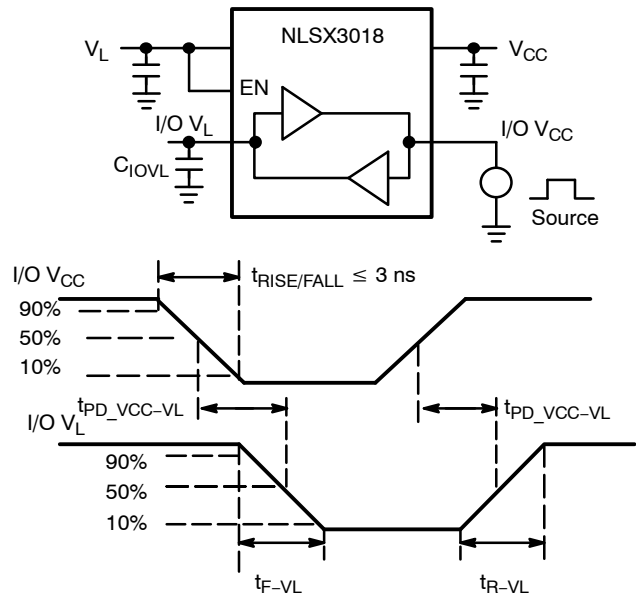 NLSX3018
V_L
V_CC
EN
I/O V_L
I/O V_CC
C_IOVL
Source
I/O V_CC
t_RISE/FALL ≤ 3 ns
90%
50%
10%
t_PD_VCC–VL
t_PD_VCC–VL
I/O V_L
90%
50%
10%
t_F–VL
t_R–VL